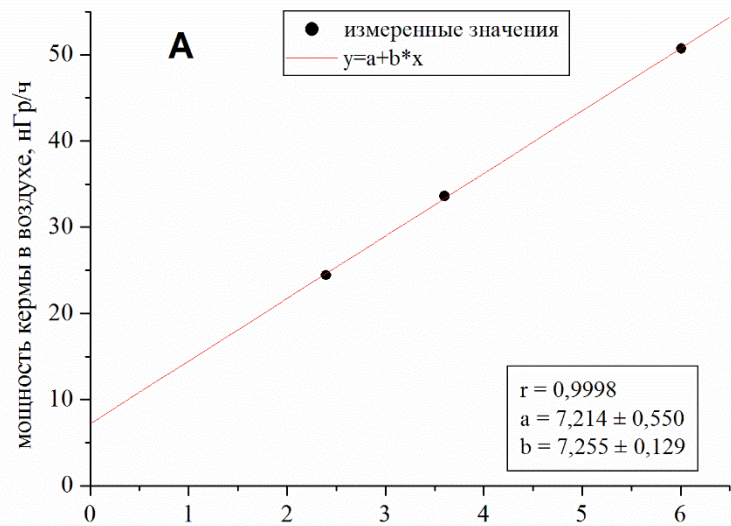 A
измеренные значения
y=a+b*x
мощность кермы в воздухе, нГр/ч
50
40
30
20
10
0
r = 0,9998
a = 7,214 ± 0,550
b = 7,255 ± 0,129
0 1 2 3 4 5 6